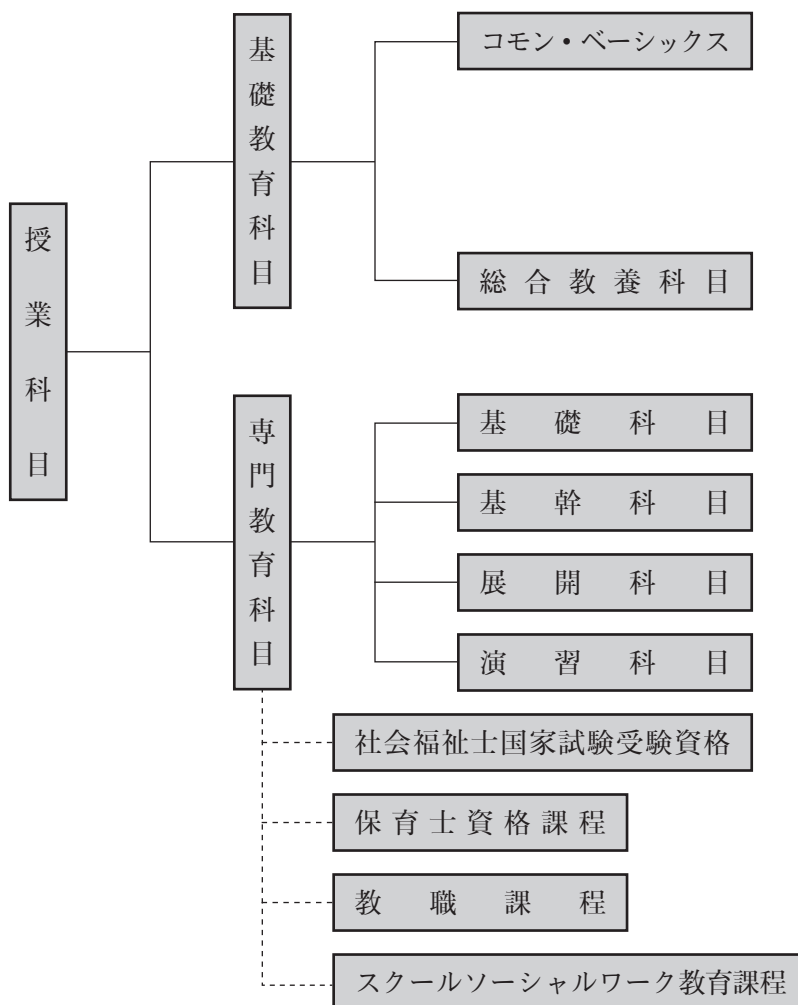 授業科目
基礎教育科目
コモン・ベーシックス
総合教養科目
専門教育科目
基礎科目
基幹科目
展開科目
演習科目
社会福祉士国家試験受験資格
保育士資格課程
教職課程
スクールソーシャルワーク教育課程